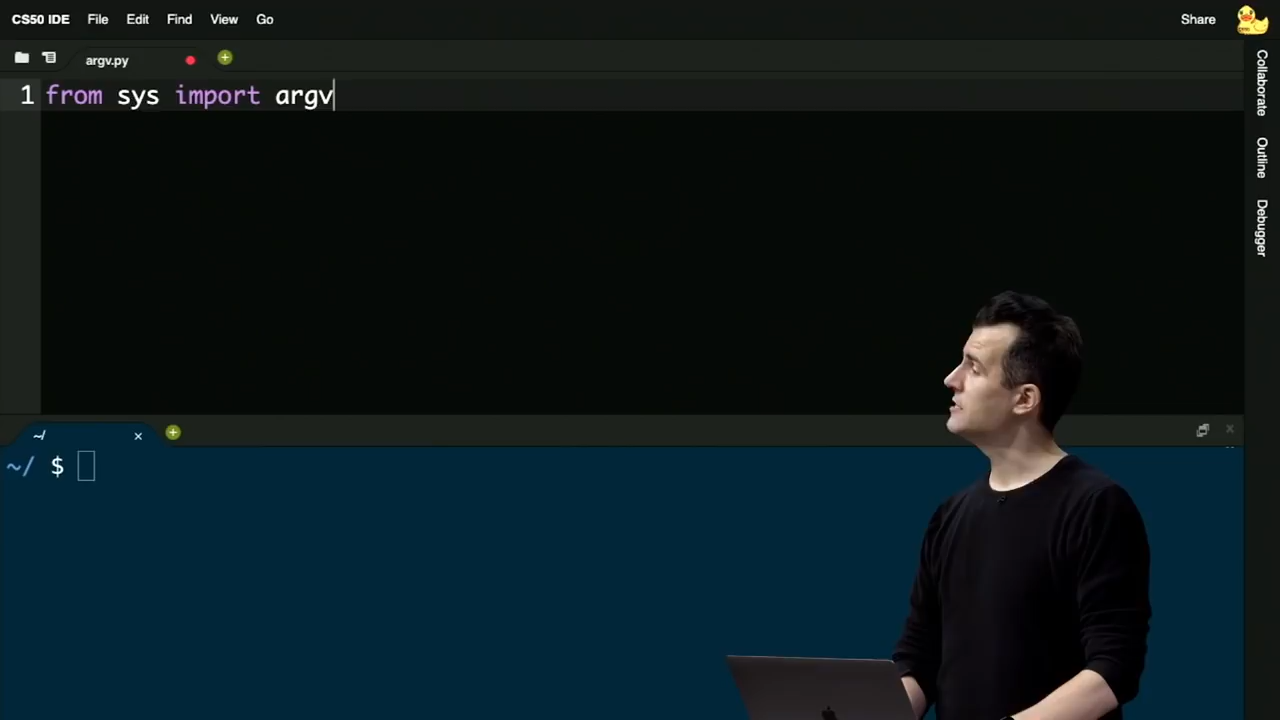 CS50 IDE File Edit Find View Go Share
argv.py
1 from sys import argv
Collaborate
Outline
Debugger
~/
~/ $